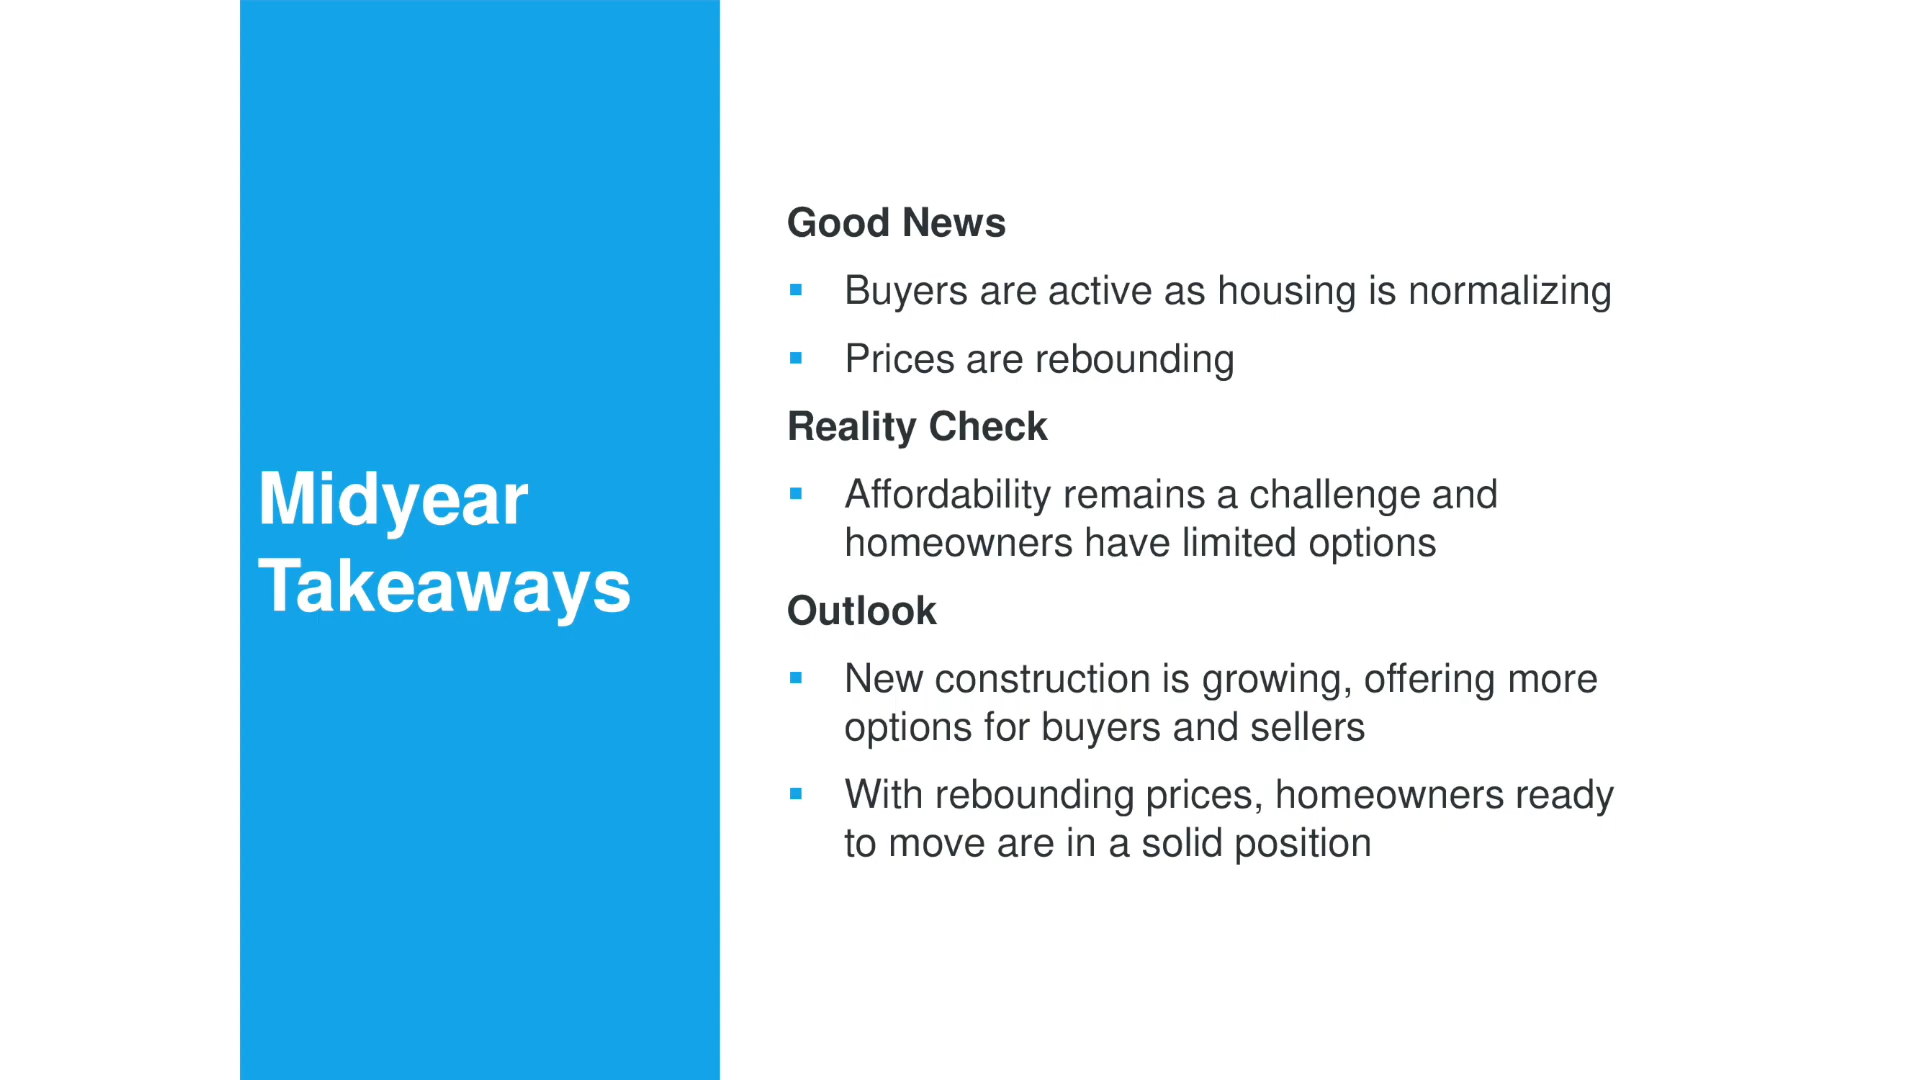 Midyear
Takeaways
Good News
▪ Buyers are active as housing is normalizing
▪ Prices are rebounding
Reality Check
▪ Affordability remains a challenge and
homeowners have limited options
Outlook
▪ New construction is growing, offering more
options for buyers and sellers
▪ With rebounding prices, homeowners ready
to move are in a solid position